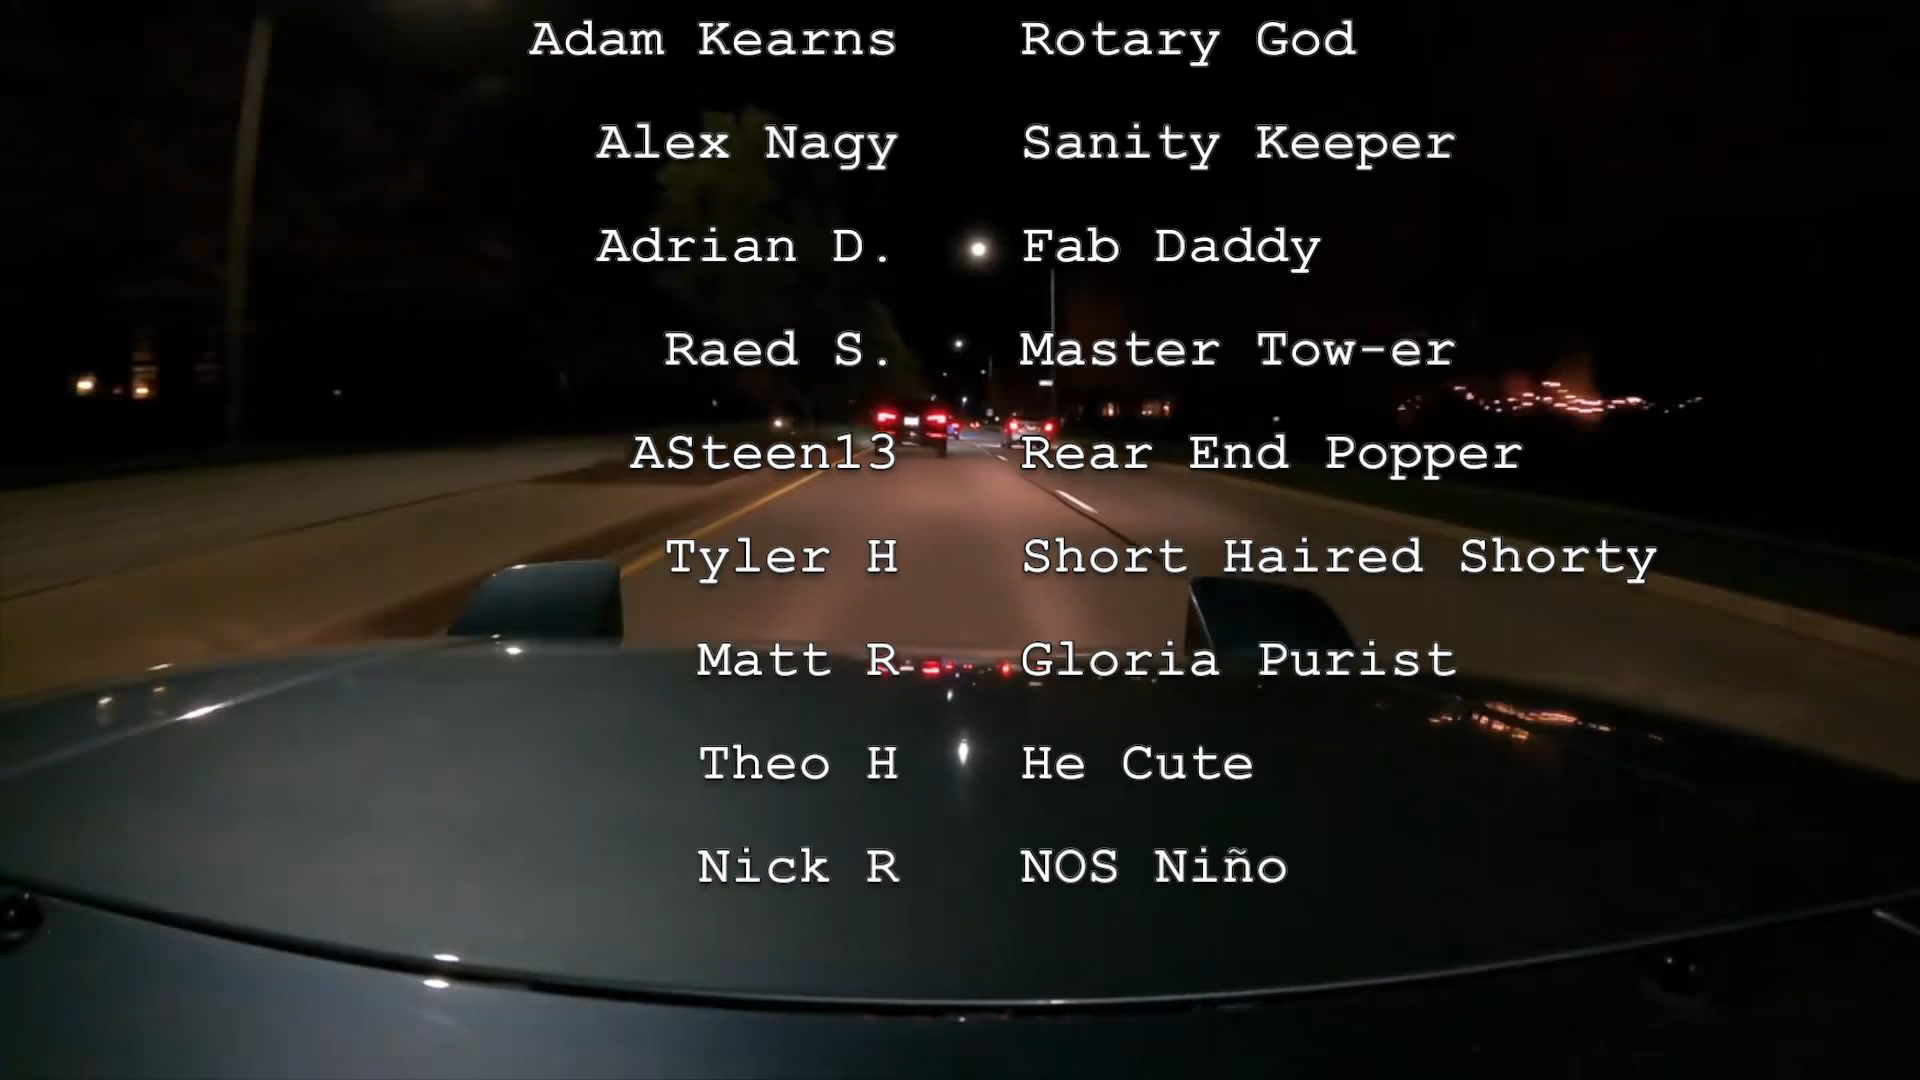 Adam Kearns Rotary God
Alex Nagy Sanity Keeper
Adrian D. Fab Daddy
Raed S. Master Tow-er
ASteen13 Rear End Popper
Tyler H Short Haired Shorty
Matt R Gloria Purist
Theo H He Cute
Nick R NOS Niño